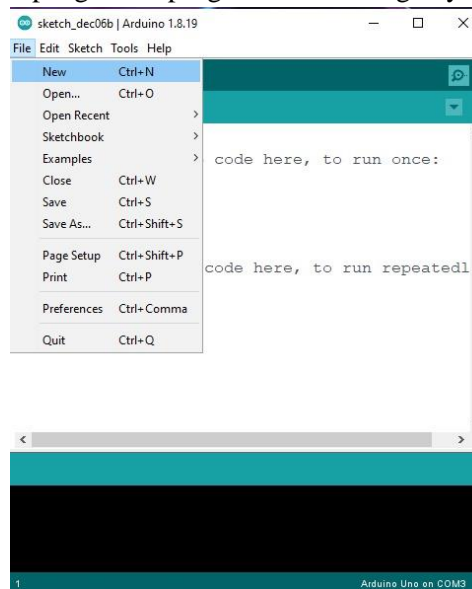 sketch_dec06b | Arduino 1.8.19
File Edit Sketch Tools Help
New Ctrl+N
Open... Ctrl+O
Open Recent >
Sketchbook >
Examples >
Close Ctrl+W
Save Ctrl+S
Save As... Ctrl+Shift+S
Page Setup Ctrl+Shift+P
Print Ctrl+P
Preferences Ctrl+Comma
Quit Ctrl+Q
code here, to run once:
code here, to run repeatedl
1 Arduino Uno on COM3